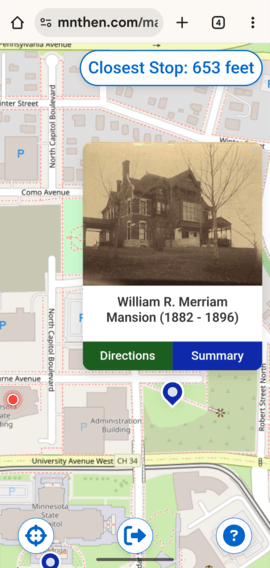 mnthen.com/ma
4
Pennsylvania Avenue
Closest Stop: 653 feet
inter Street
North Capitol Boulevard
P
Como Avenue
William R. Merriam
Mansion (1882 - 1896)
Directions
Summary
North Capitol Boulevard
rne Avenue
Administration
Building
Robert Street North
University Avenue West
CH 34
P
Minnesota
State
Capitol
?